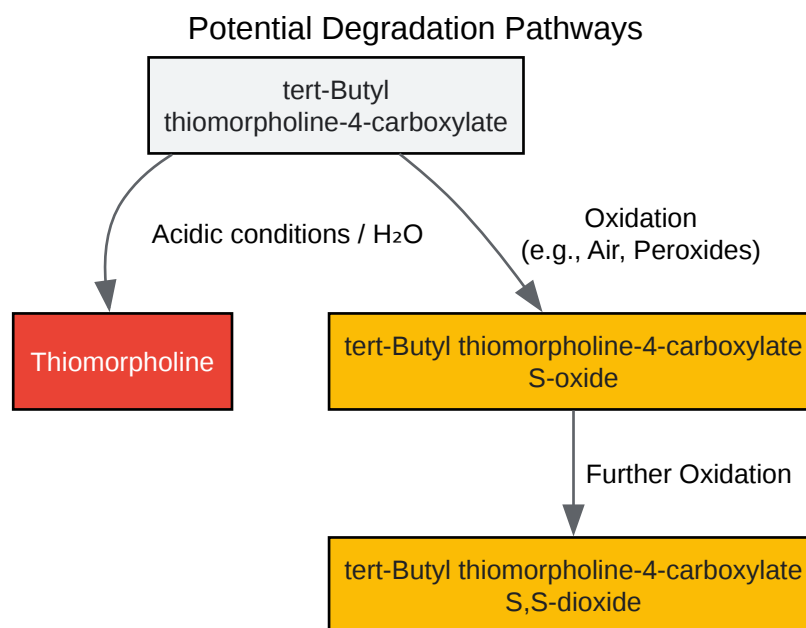 Potential Degradation Pathways
tert-Butyl
thiomorpholine-4-carboxylate
Acidic conditions / H₂O
Oxidation
(e.g., Air, Peroxides)
Thiomorpholine
tert-Butyl thiomorpholine-4-carboxylate
S-oxide
Further Oxidation
tert-Butyl thiomorpholine-4-carboxylate
S,S-dioxide